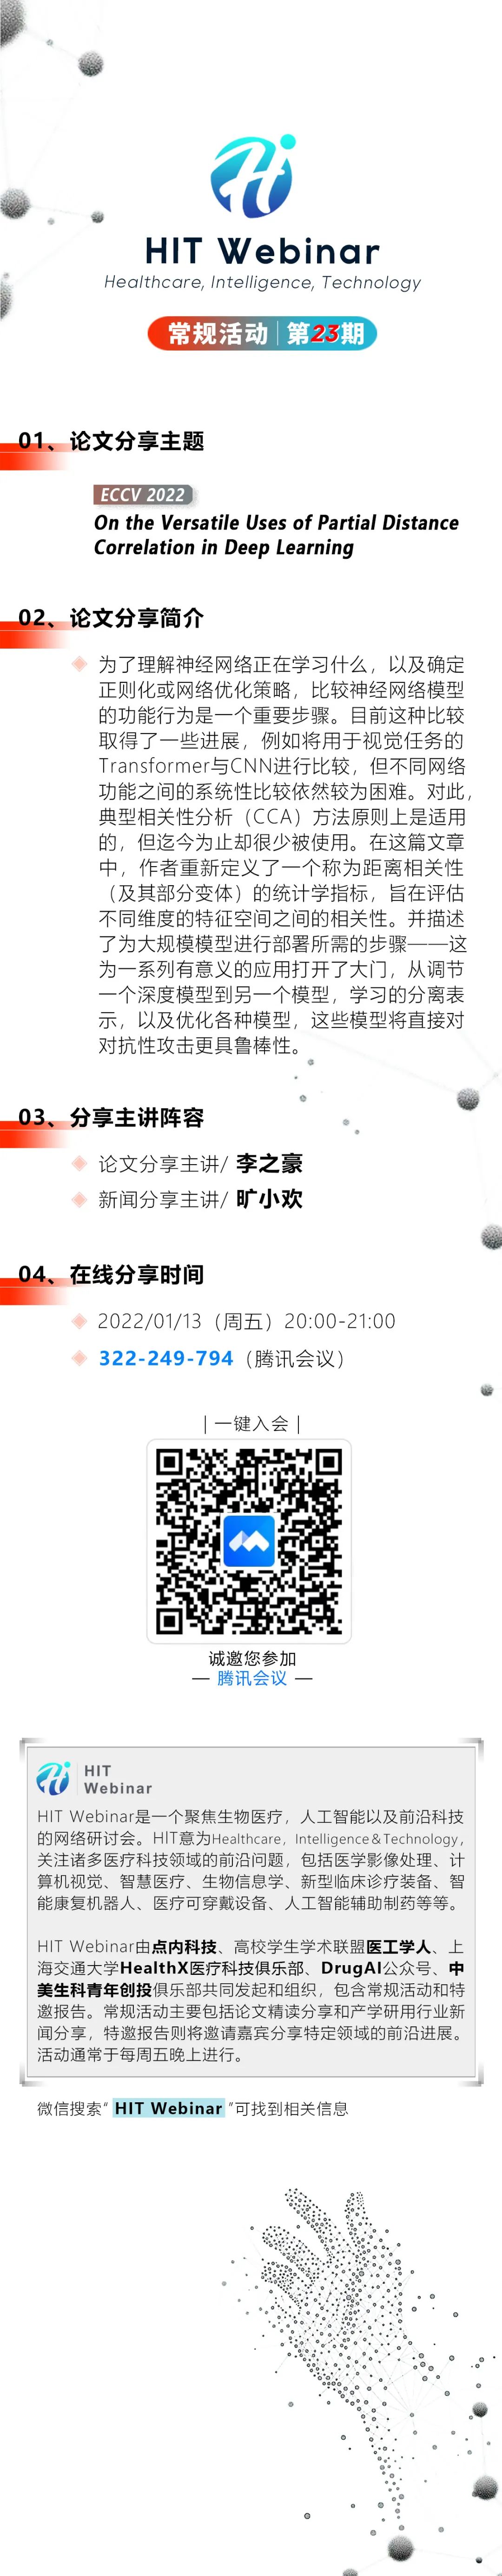 HIT Webinar
Healthcare, Intelligence, Technology
常规活动｜第23期
01、论文分享主题
ECCV 2022
On the Versatile Uses of Partial Distance
Correlation in Deep Learning
02、论文分享简介
为了理解神经网络正在学习什么，以及确定
正则化或网络优化策略，比较神经网络模型
的功能行为是一个重要步骤。目前这种比较
取得了一些进展，例如将用于视觉任务的
Transformer与CNN进行比较，但不同网络
功能之间的系统性比较依然较为困难。对此，
典型相关性分析（CCA）方法原则上是适用
的，但迄今为止却很少被使用。在这篇文章
中，作者重新定义了一个称为距离相关性
（及其部分变体）的统计学指标，旨在评估
不同维度的特征空间之间的相关性。并描述
了为大规模模型进行部署所需的步骤——这
为一系列有意义的应用打开了大门，从调节
一个深度模型到另一个模型，学习的分离表
示，以及优化各种模型，这些模型将直接对
对抗性攻击更具鲁棒性。
03、分享主讲阵容
论文分享主讲/ 李之豪
新闻分享主讲/ 旷小欢
04、在线分享时间
2022/01/13（周五）20:00-21:00
322-249-794（腾讯会议）
｜一键入会｜
诚邀您参加
— 腾讯会议 —
HIT
Webinar
HIT Webinar是一个聚焦生物医疗，人工智能以及前沿科技
的网络研讨会。HIT意为Healthcare，Intelligence＆Technology，
关注诸多医疗科技领域的前沿问题，包括医学影像处理、计
算机视觉、智慧医疗、生物信息学、新型临床诊疗装备、智
能康复机器人、医疗可穿戴设备、人工智能辅助制药等等。
HIT Webinar由点内科技、高校学生学术联盟医工学人、上
海交通大学HealthX医疗科技俱乐部、DrugAI公众号、中
美生科青年创投俱乐部共同发起和组织，包含常规活动和特
邀报告。常规活动主要包括论文精读分享和产学研用行业新
闻分享，特邀报告则将邀请嘉宾分享特定领域的前沿进展。
活动通常于每周五晚上进行。
微信搜索“ HIT Webinar ”可找到相关信息